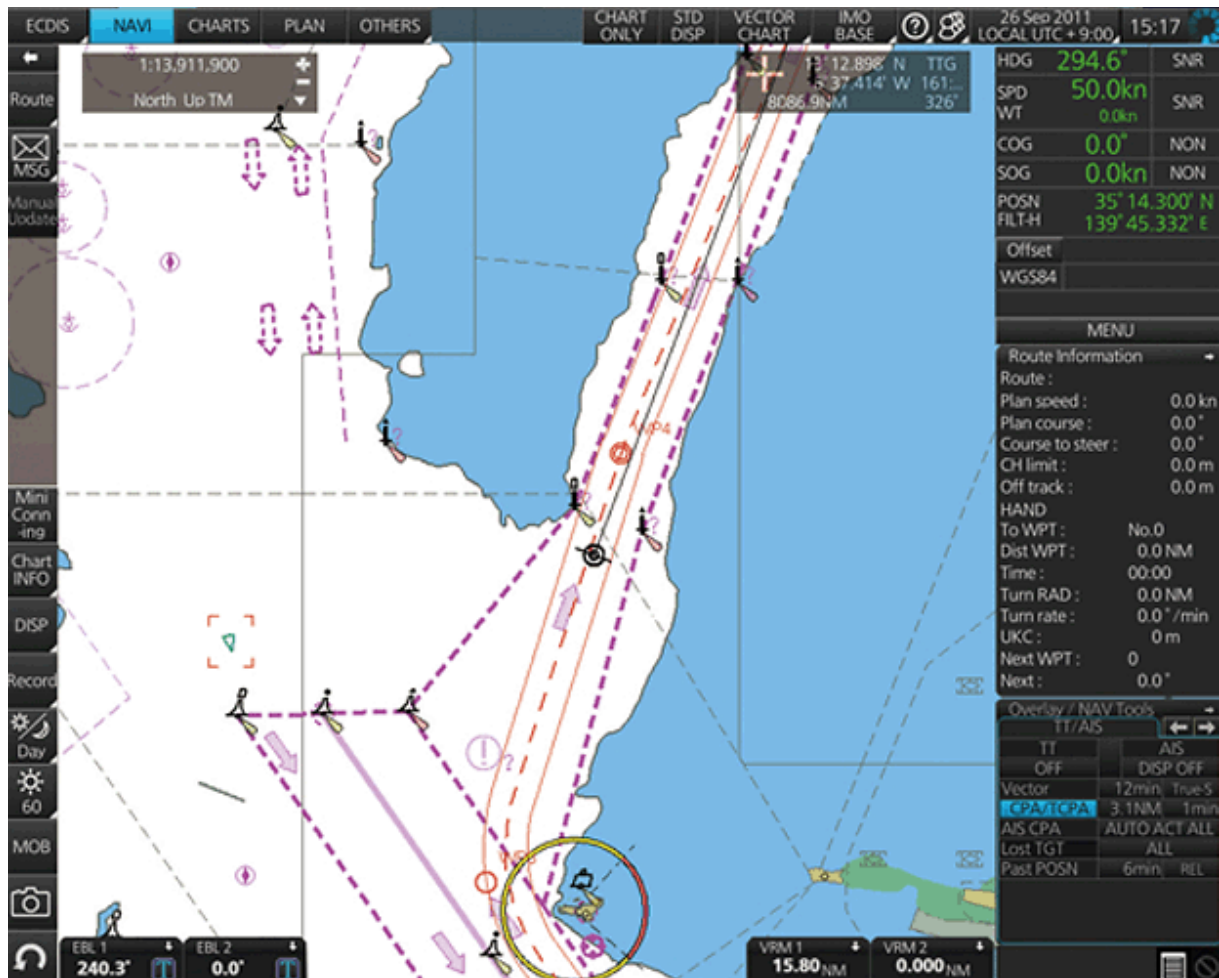 ECDIS NAVI CHARTS PLAN OTHERS
CHART ONLY
STD DISP
VECTOR CHART
IMO BASE
26 Sep 2011
LOCAL UTC + 9:00
15:17
1:13,911,900
North Up TM
12.898' N TTG
37.414' W 161:...
8086.9NM 326°
Route
MSG
Manual Update
Mini Conn -ing
Chart INFO
DISP
Record
Day
60
MOB
HDG 294.6° SNR
SPD 50.0kn SNR
WT 0.0kn
COG 0.0° NON
SOG 0.0kn NON
POSN 35° 14.300' N
FILT-H 139° 45.332' E
Offset
WGS84
MENU
Route Information
Route :
Plan speed : 0.0 kn
Plan course : 0.0°
Course to steer : 0.0°
CH limit : 0.0 m
Off track : 0.0 m
HAND
To WPT : No.0
Dist WPT : 0.0 NM
Time : 00:00
Turn RAD : 0.0 NM
Turn rate : 0.0°/min
UKC : 0 m
Next WPT : 0
Next : 0.0°
Overlay / NAV Tools
TT/AIS
TT AIS
OFF DISP OFF
Vector 12min True-S
CPA/TCPA 3.1NM 1min
AIS CPA AUTO ACT ALL
Lost TGT ALL
Past POSN 6min REL
WP4
EBL 1
240.3°
EBL 2
0.0°
VRM 1
15.80 NM
VRM 2
0.000 NM